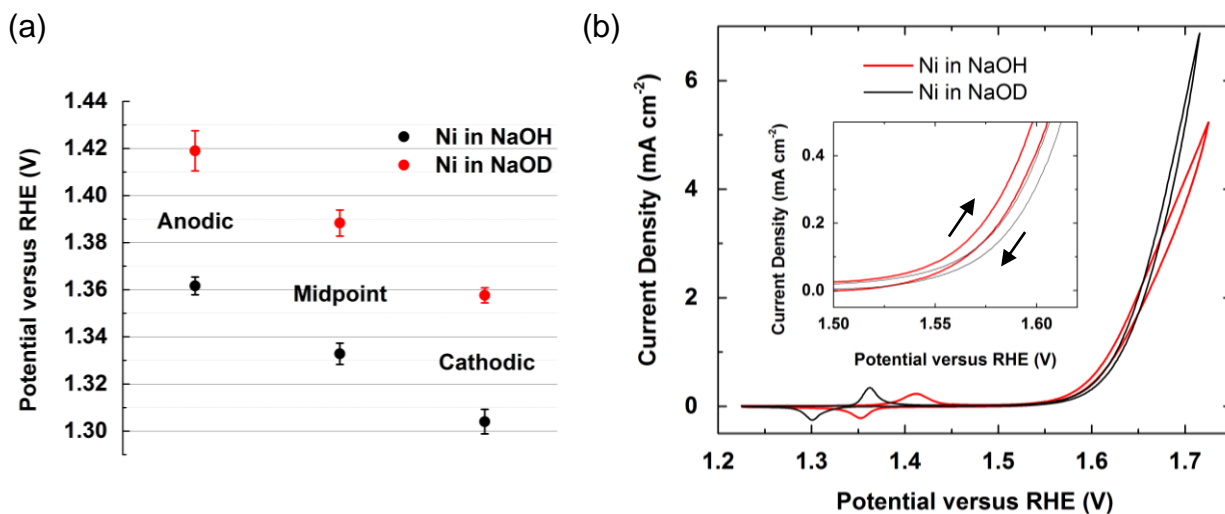 (a)
Potential versus RHE (V)
1.44
1.42
1.40
1.38
1.36
1.34
1.32
1.30
Ni in NaOH
Ni in NaOD
Anodic
Midpoint
Cathodic
(b)
Current Density (mA cm⁻²)
6
4
2
0
Ni in NaOH
Ni in NaOD
Current Density (mA cm⁻²)
0.4
0.2
0.0
1.50 1.55 1.60
Potential versus RHE (V)
1.2 1.3 1.4 1.5 1.6 1.7
Potential versus RHE (V)